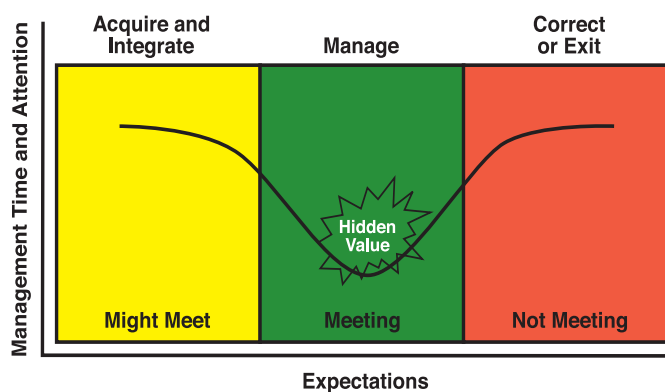 Acquire and
Integrate
Manage
Correct
or Exit
Management Time and Attention
Hidden
Value
Might Meet
Meeting
Not Meeting
Expectations